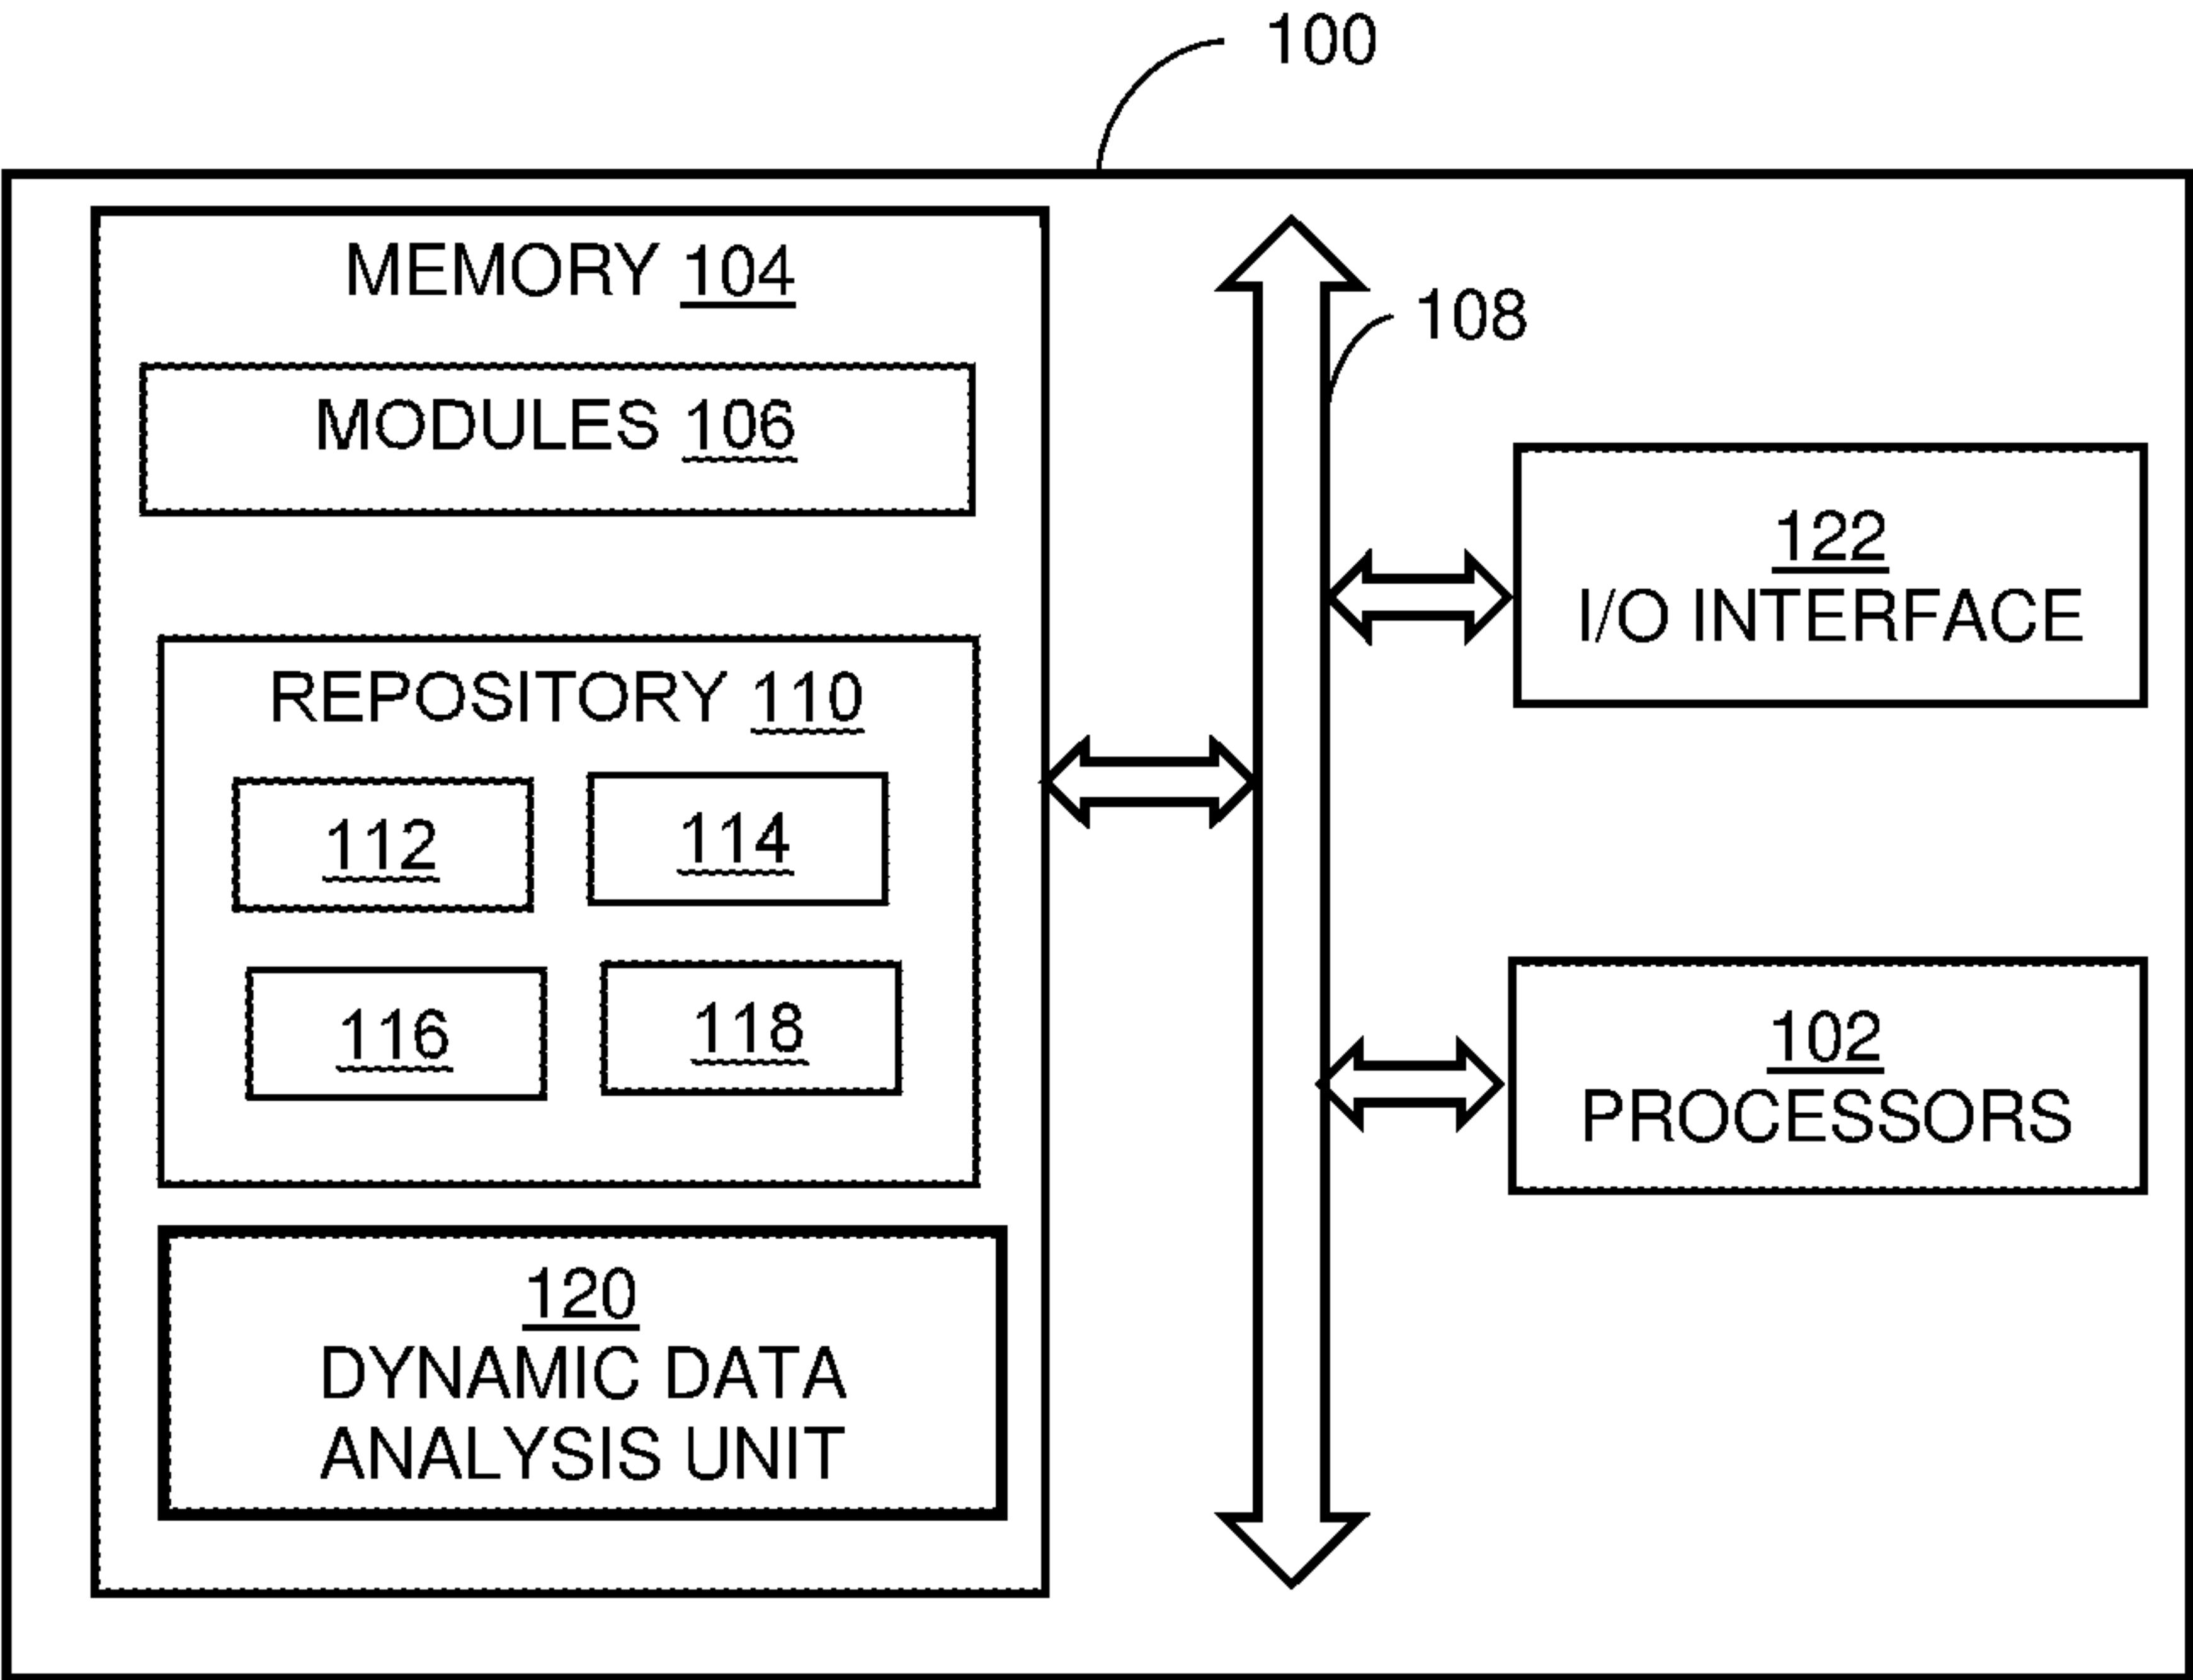 100
MEMORY 104
108
MODULES 106
122
I/O INTERFACE
REPOSITORY 110
112
114
116
118
102
PROCESSORS
120
DYNAMIC DATA
ANALYSIS UNIT